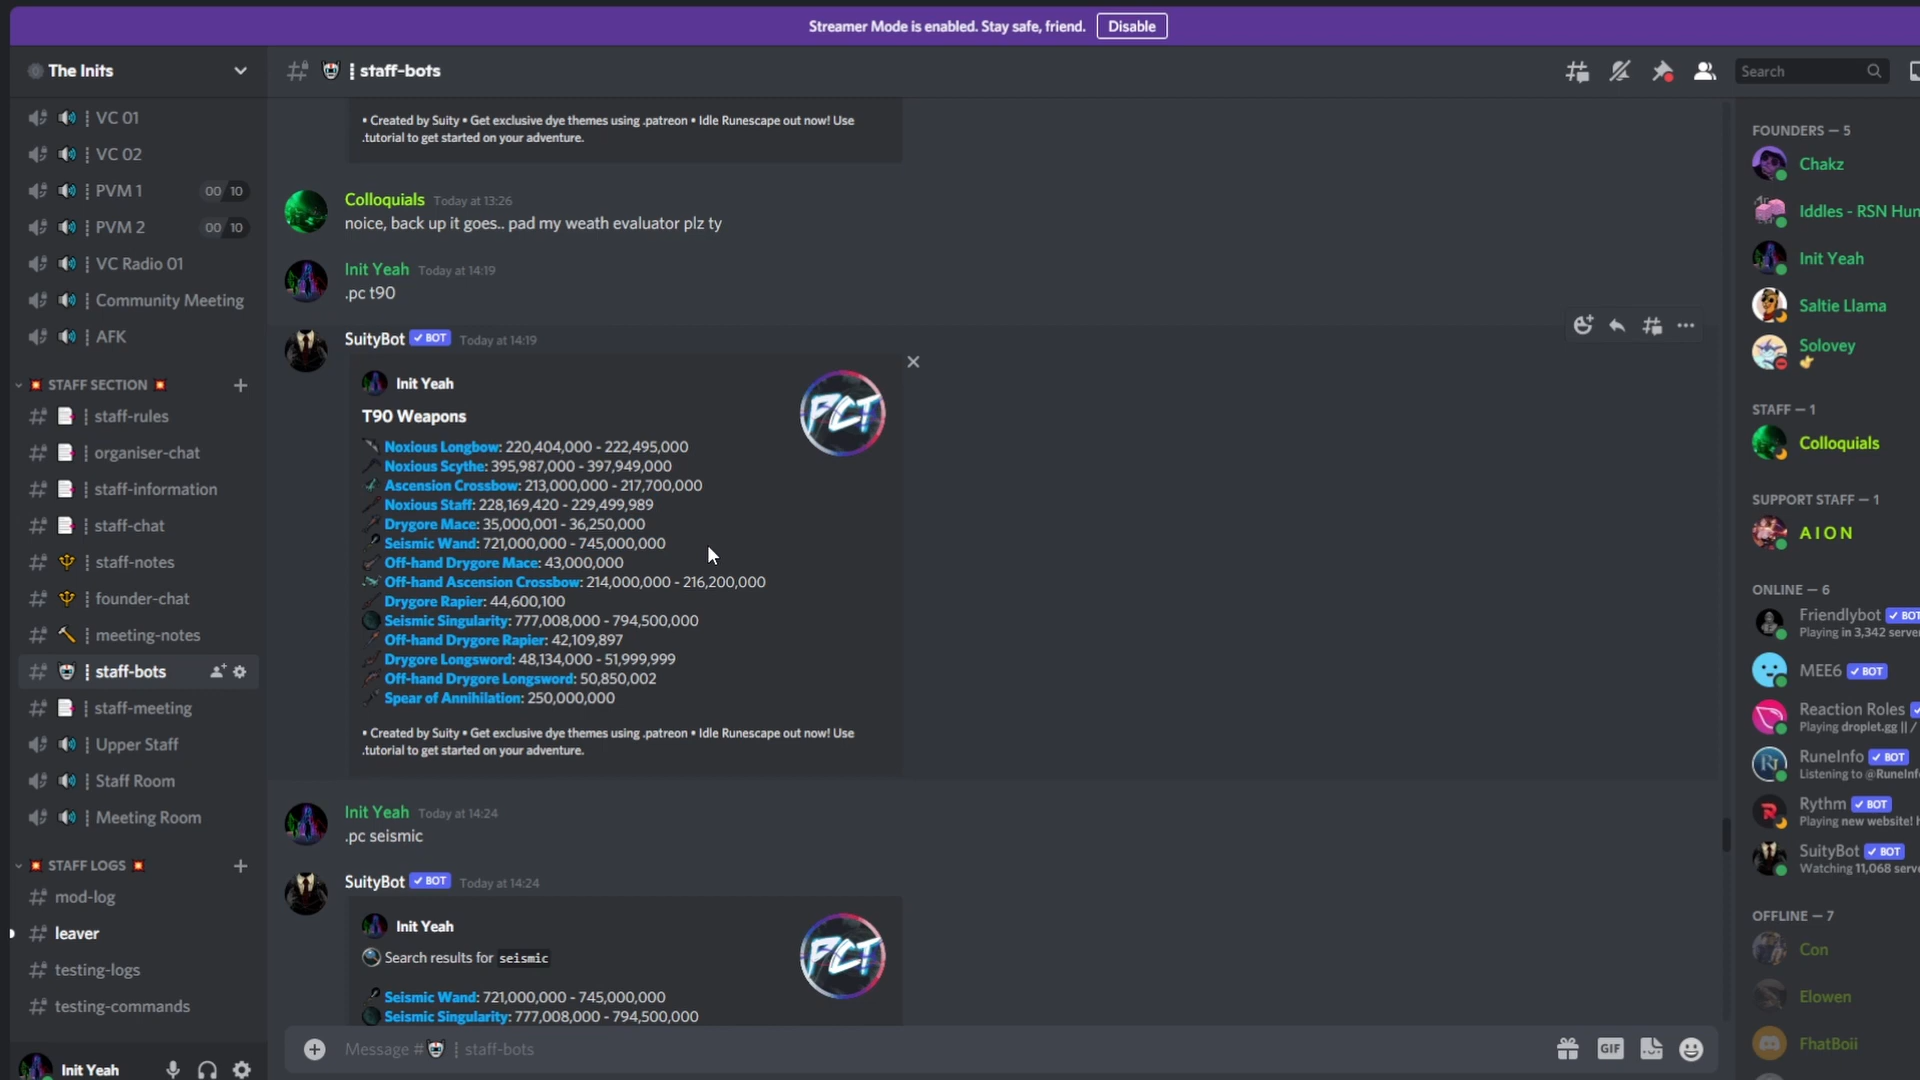 Streamer Mode is enabled. Stay safe, friend. Disable
The Inits
VC 01
VC 02
PVM 1 00 10
PVM 2 00 10
VC Radio 01
Community Meeting
AFK
STAFF SECTION
staff-rules
organiser-chat
staff-information
staff-chat
staff-notes
founder-chat
meeting-notes
staff-bots
staff-meeting
Upper Staff
Staff Room
Meeting Room
STAFF LOGS
mod-log
leaver
testing-logs
testing-commands
Init Yeah
staff-bots
Search
• Created by Suity • Get exclusive dye themes using .patreon • Idle Runescape out now! Use
.tutorial to get started on your adventure.
Colloquials Today at 13:26
noice, back up it goes.. pad my weath evaluator plz ty
Init Yeah Today at 14:19
.pc t90
SuityBot BOT Today at 14:19
Init Yeah
PCT
T90 Weapons
Noxious Longbow: 220,404,000 - 222,495,000
Noxious Scythe: 395,987,000 - 397,949,000
Ascension Crossbow: 213,000,000 - 217,700,000
Noxious Staff: 228,169,420 - 229,499,989
Drygore Mace: 35,000,001 - 36,250,000
Seismic Wand: 721,000,000 - 745,000,000
Off-hand Drygore Mace: 43,000,000
Off-hand Ascension Crossbow: 214,000,000 - 216,200,000
Drygore Rapier: 44,600,100
Seismic Singularity: 777,008,000 - 794,500,000
Off-hand Drygore Rapier: 42,109,897
Drygore Longsword: 48,134,000 - 51,999,999
Off-hand Drygore Longsword: 50,850,002
Spear of Annihilation: 250,000,000
• Created by Suity • Get exclusive dye themes using .patreon • Idle Runescape out now! Use
.tutorial to get started on your adventure.
Init Yeah Today at 14:24
.pc seismic
SuityBot BOT Today at 14:24
Init Yeah
PCT
Search results for seismic
Seismic Wand: 721,000,000 - 745,000,000
Seismic Singularity: 777,008,000 - 794,500,000
Message # staff-bots
GIF
FOUNDERS — 5
Chakz
Iddles - RSN Hun
Init Yeah
Saltie Llama
Solovey
STAFF — 1
Colloquials
SUPPORT STAFF — 1
A I O N
ONLINE — 6
Friendlybot BOT
Playing in 3,342 server
MEE6 BOT
Reaction Roles
Playing droplet.gg || /
RuneInfo BOT
Listening to @RuneInf
Rythm BOT
Playing new website! h
SuityBot BOT
Watching 11,068 serve
OFFLINE — 7
Con
Elowen
FhatBoii